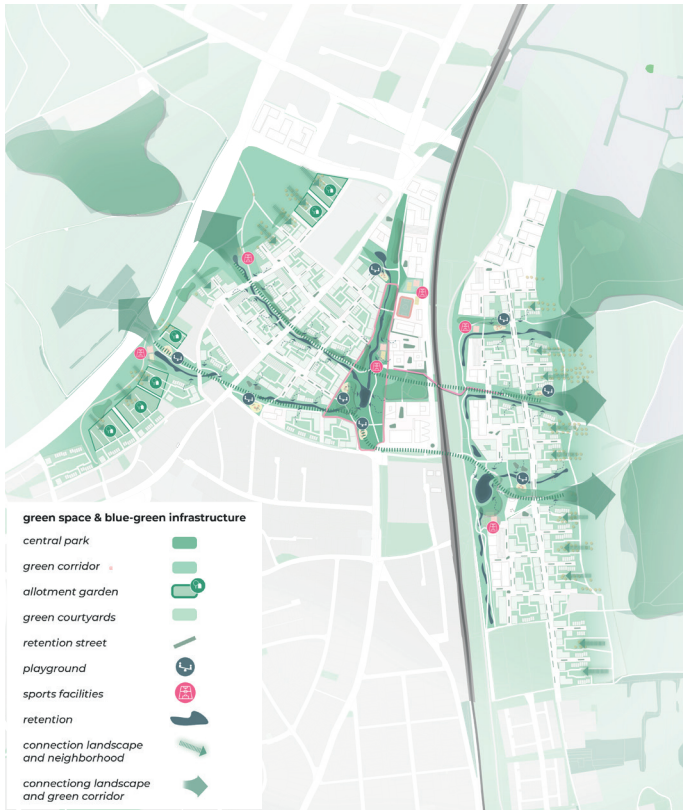 green space & blue-green infrastructure
central park
green corridor
allotment garden
green courtyards
retention street
playground
sports facilities
retention
connection landscape
and neighborhood
connectiong landscape
and green corridor